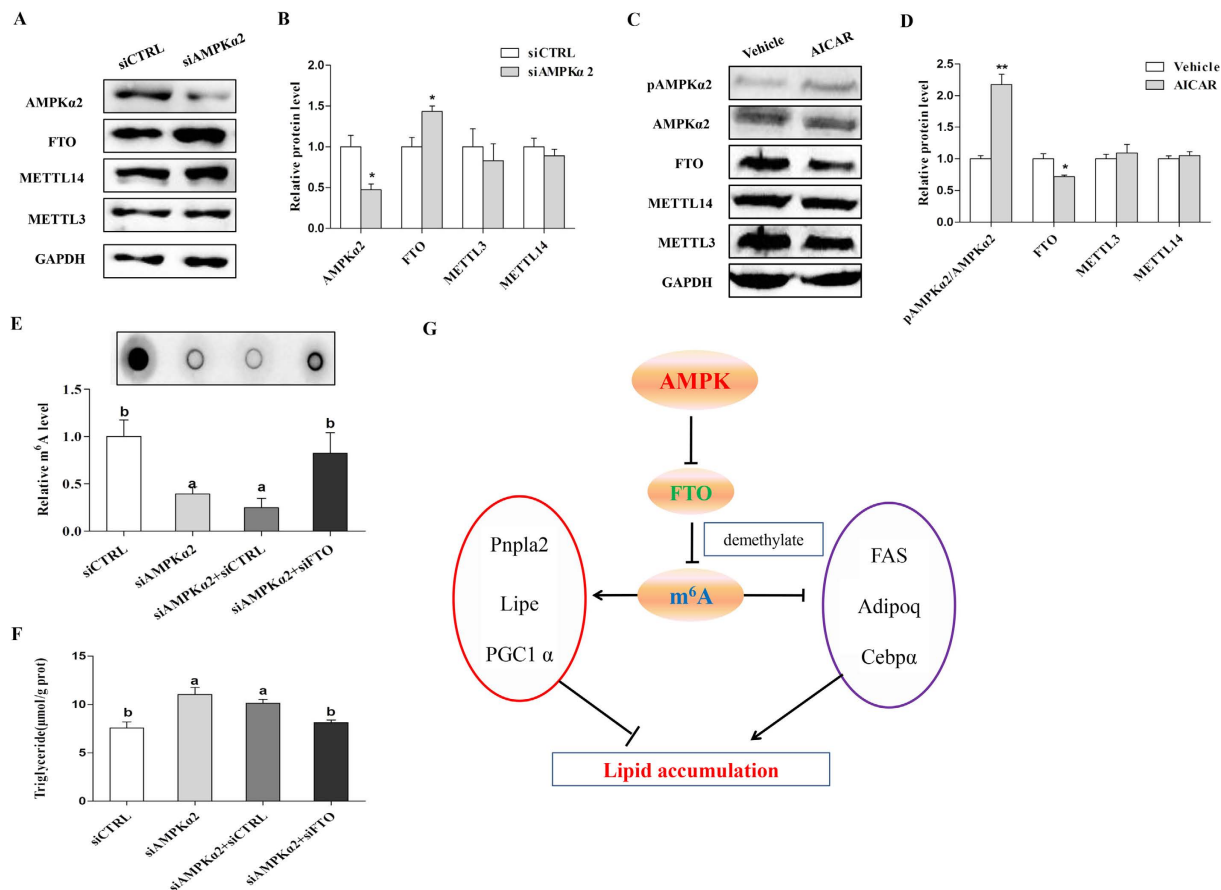 A
siCTRL
siAMPKα2
AMPKα2
FTO
METTL14
METTL3
GAPDH
B
siCTRL
siAMPKα 2
Relative protein level
2.0
1.5
1.0
0.5
0.0
*
*
AMPKα2
FTO
METTL3
METTL14
C
Vehicle
AICAR
pAMPKα2
AMPKα2
FTO
METTL14
METTL3
GAPDH
D
Vehicle
AICAR
Relative protein level
2.5
2.0
1.5
1.0
0.5
0.0
**
*
pAMPKα2/AMPKα2
FTO
METTL3
METTL14
E
Relative m⁶A level
1.5
1.0
0.5
0.0
b
a
a
b
siCTRL
siAMPKα2
siAMPKα2+siCTRL
siAMPKα2+siFTO
F
Triglyceride(μmol/g prot)
15
10
5
0
b
a
a
b
siCTRL
siAMPKα2
siAMPKα2+siCTRL
siAMPKα2+siFTO
G
AMPK
FTO
demethylate
m⁶A
Pnpla2
Lipe
PGC1 α
FAS
Adipoq
Cebpα
Lipid accumulation